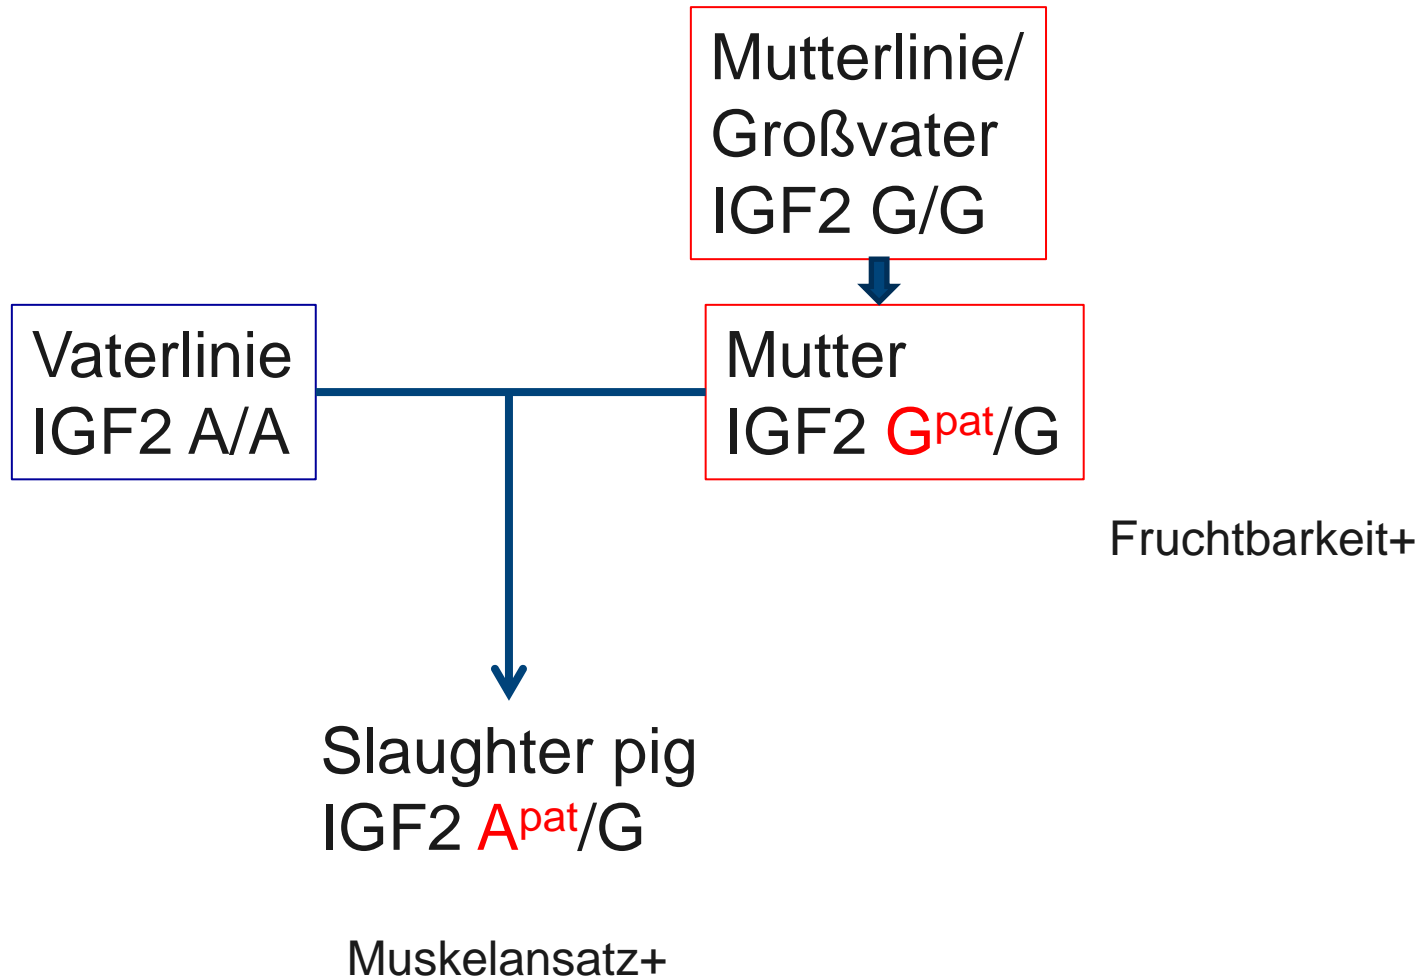 Mutterlinie/
Großvater
IGF2 G/G
Vaterlinie
IGF2 A/A
Mutter
IGF2 Gpat/G
Fruchtbarkeit+
Slaughter pig
IGF2 Apat/G
Muskelansatz+